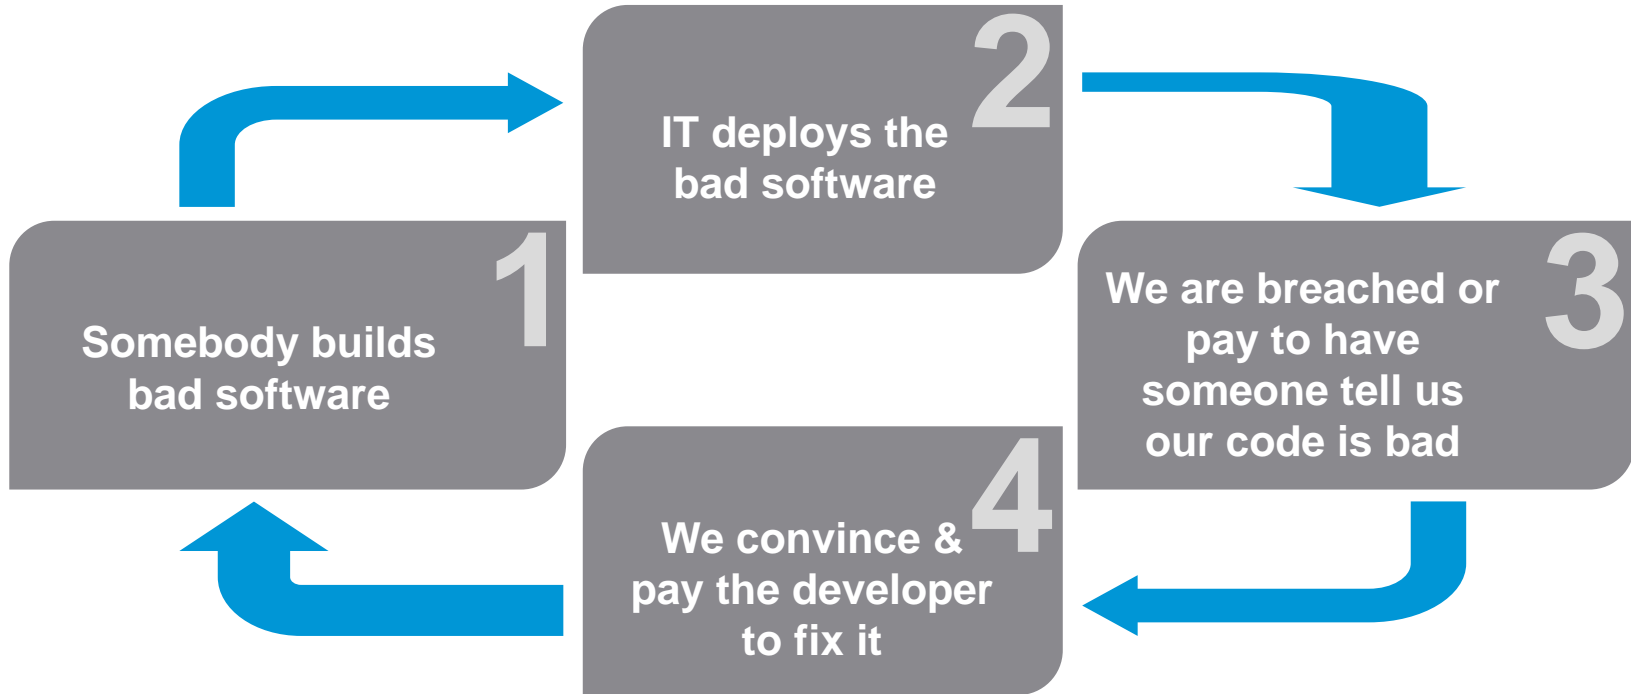 1
Somebody builds
bad software
2
IT deploys the
bad software
3
We are breached or
pay to have
someone tell us
our code is bad
4
We convince &
pay the developer
to fix it